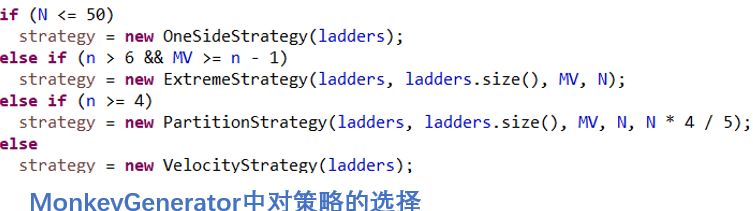 if (N <= 50)
strategy = new OneSideStrategy(ladders);
else if (n > 6 && MV >= n - 1)
strategy = new ExtremeStrategy(ladders, ladders.size(), MV, N);
else if (n >= 4)
strategy = new PartitionStrategy(ladders, ladders.size(), MV, N, N * 4 / 5);
else
strategy = new VelocityStrategy(ladders);
MonkeyGenerator中对策略的选择